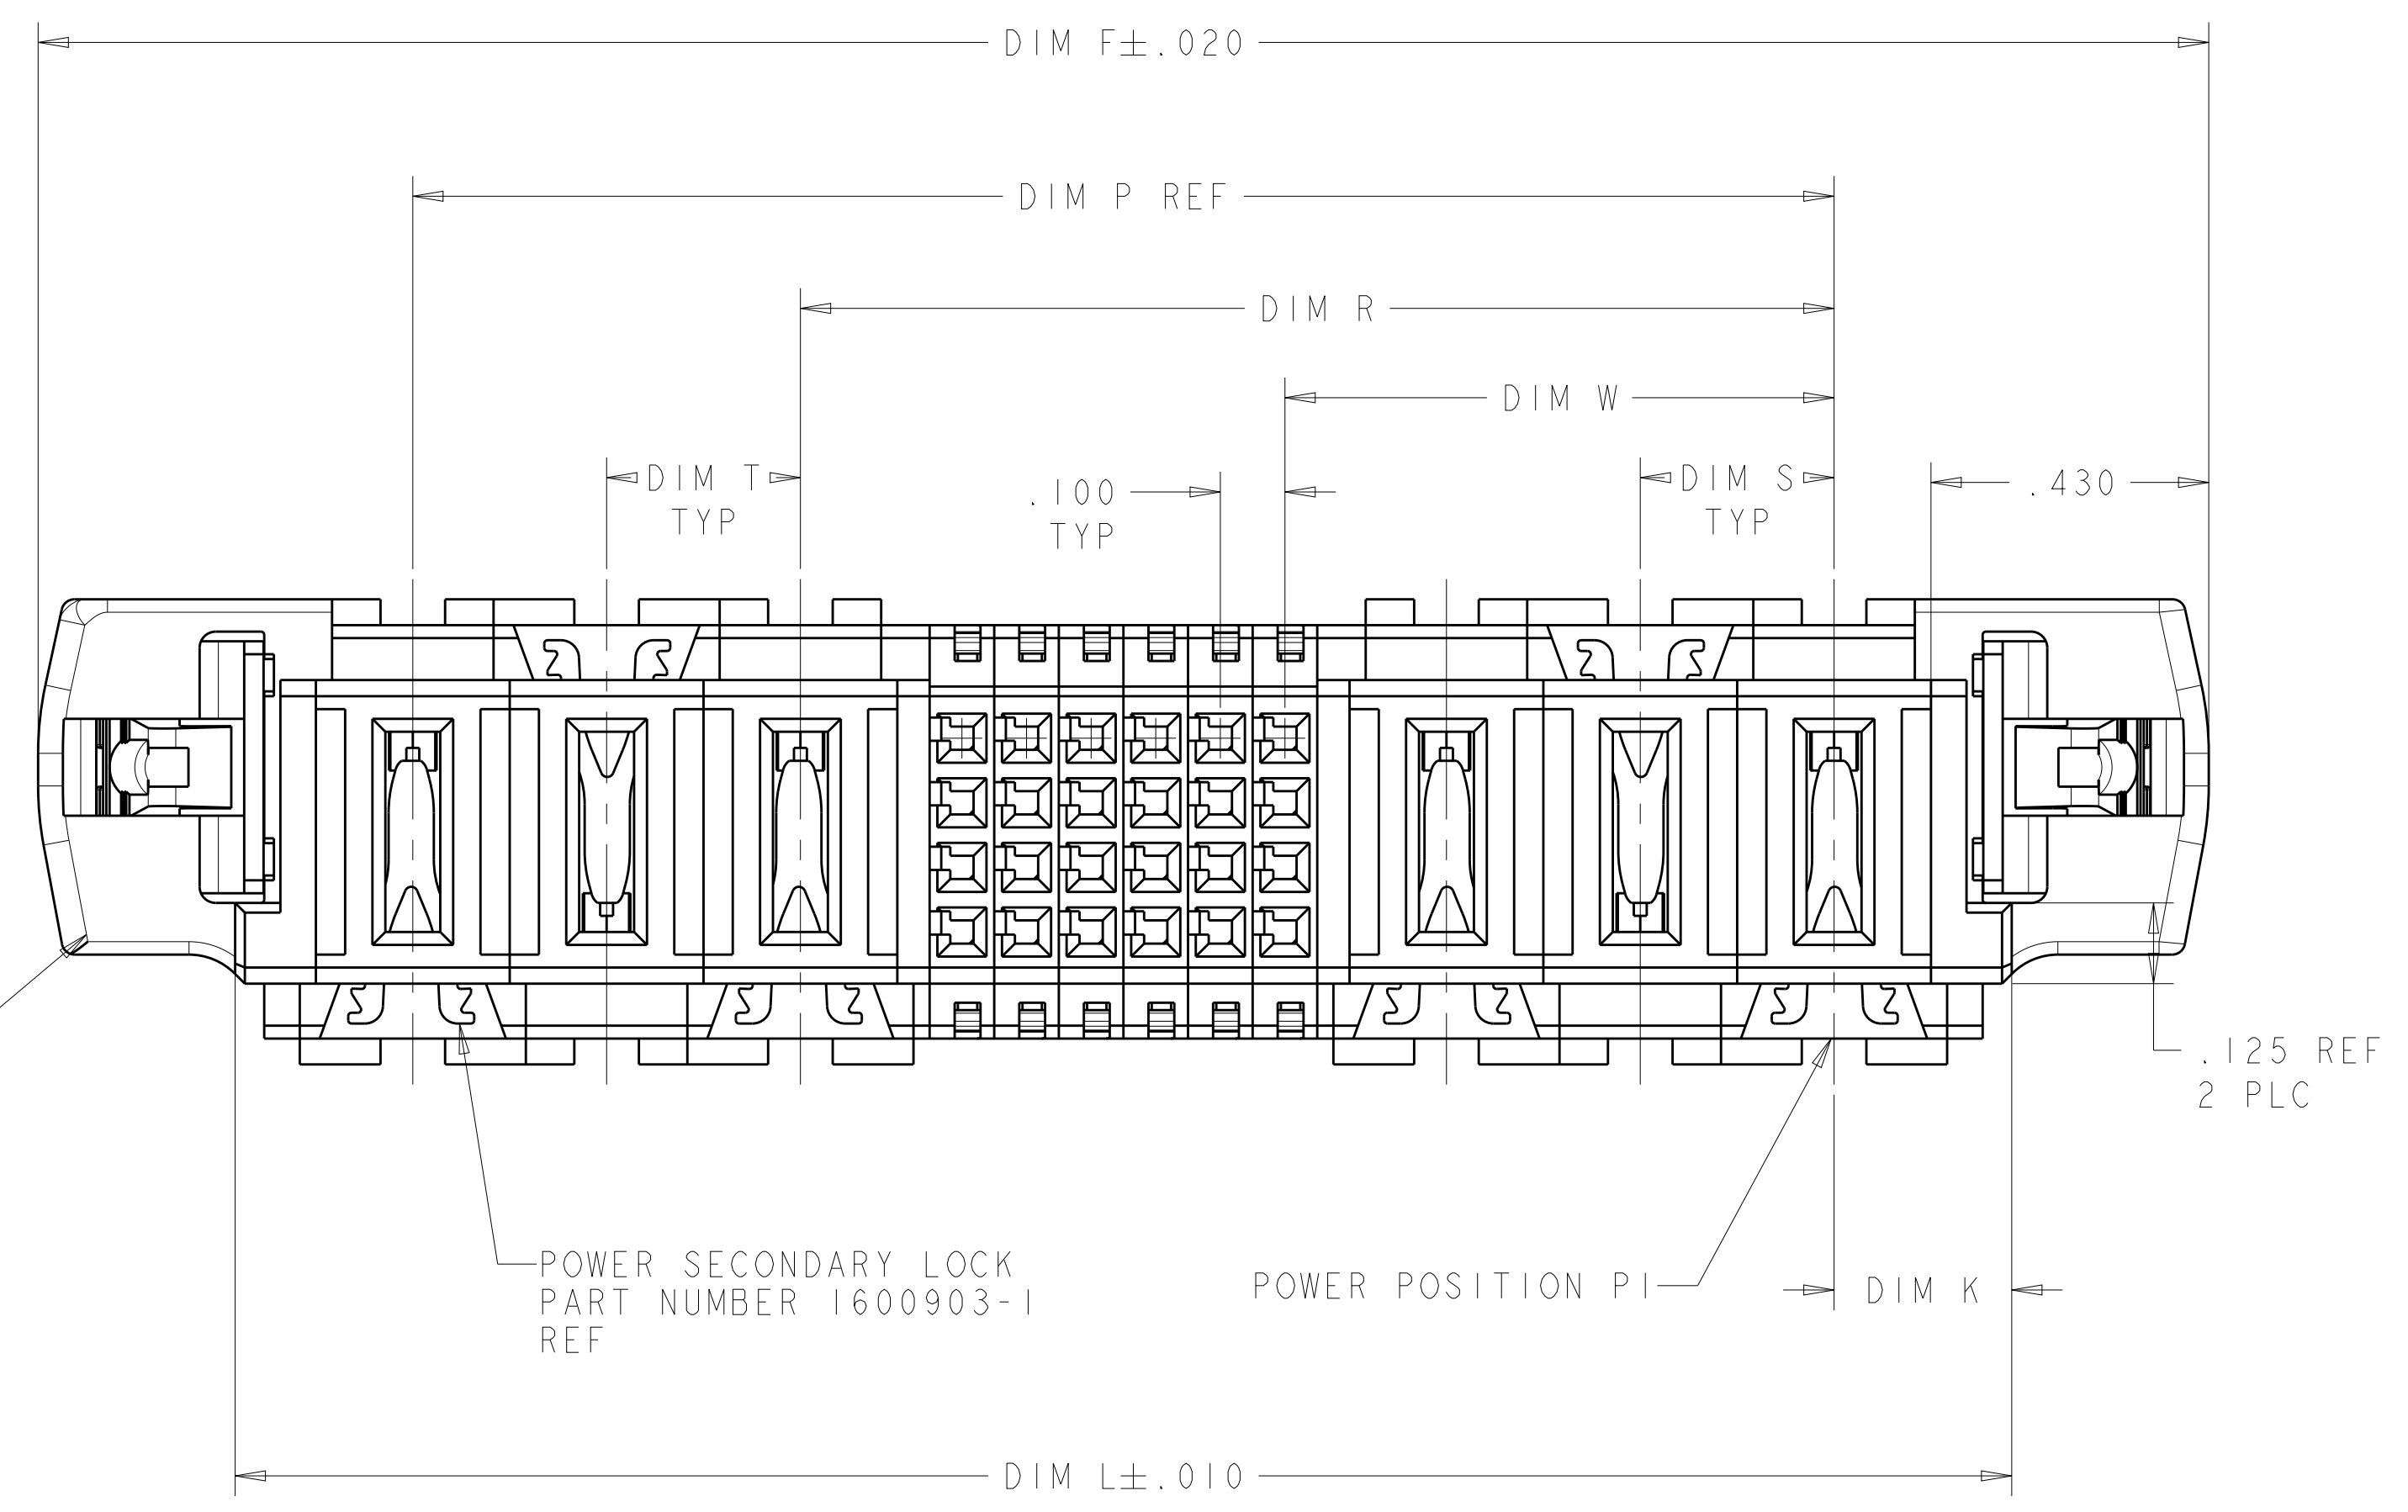 DIM F±.020
DIM P REF
DIM R
DIM W
DIM T
TYP
.100
TYP
DIM S
TYP
.430
.125 REF
2 PLC
POWER SECONDARY LOCK
PART NUMBER 1600903-1
REF
POWER POSITION P1
DIM K
DIM L±.010